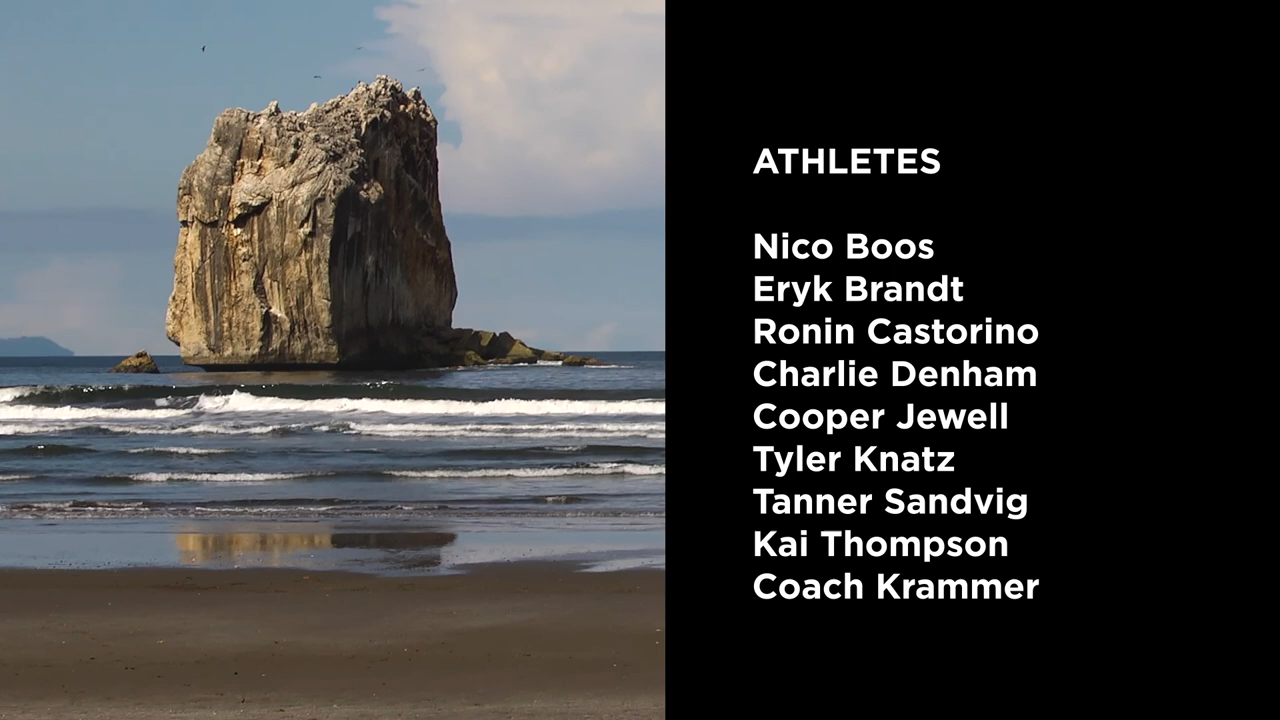 ATHLETES
Nico Boos
Eryk Brandt
Ronin Castorino
Charlie Denham
Cooper Jewell
Tyler Knatz
Tanner Sandvig
Kai Thompson
Coach Krammer